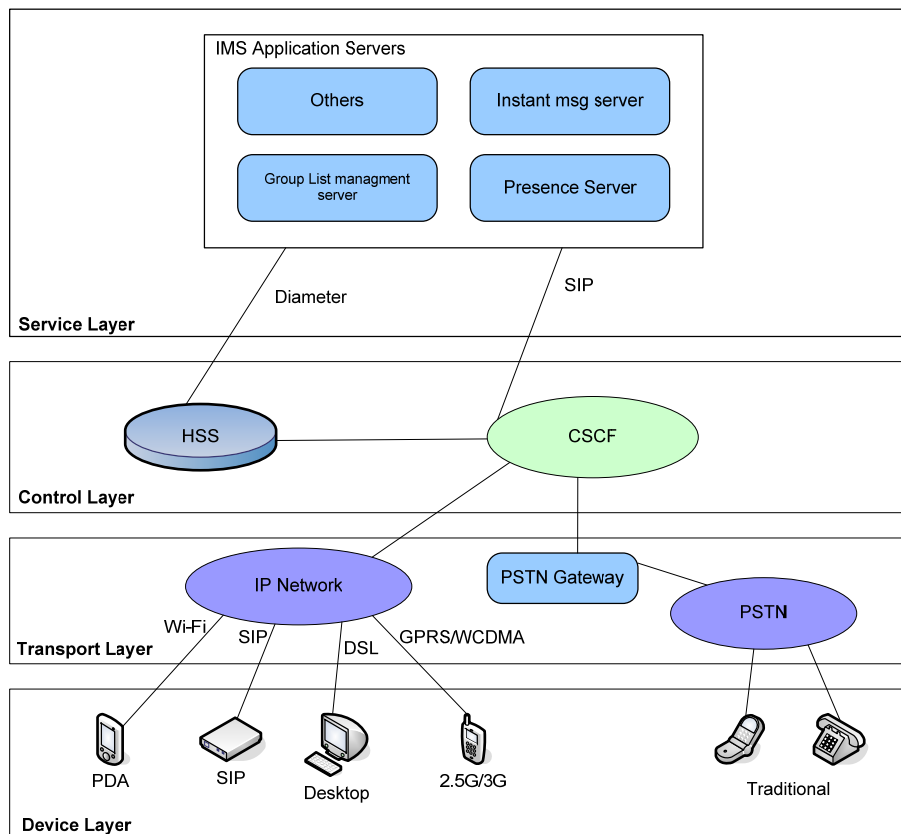 IMS Application Servers
Others
Instant msg server
Group List managment
server
Presence Server
Diameter
SIP
Service Layer
HSS
CSCF
Control Layer
IP Network
PSTN Gateway
PSTN
Wi-Fi
SIP
DSL
GPRS/WCDMA
Transport Layer
PDA
SIP
Desktop
2.5G/3G
Traditional
Device Layer